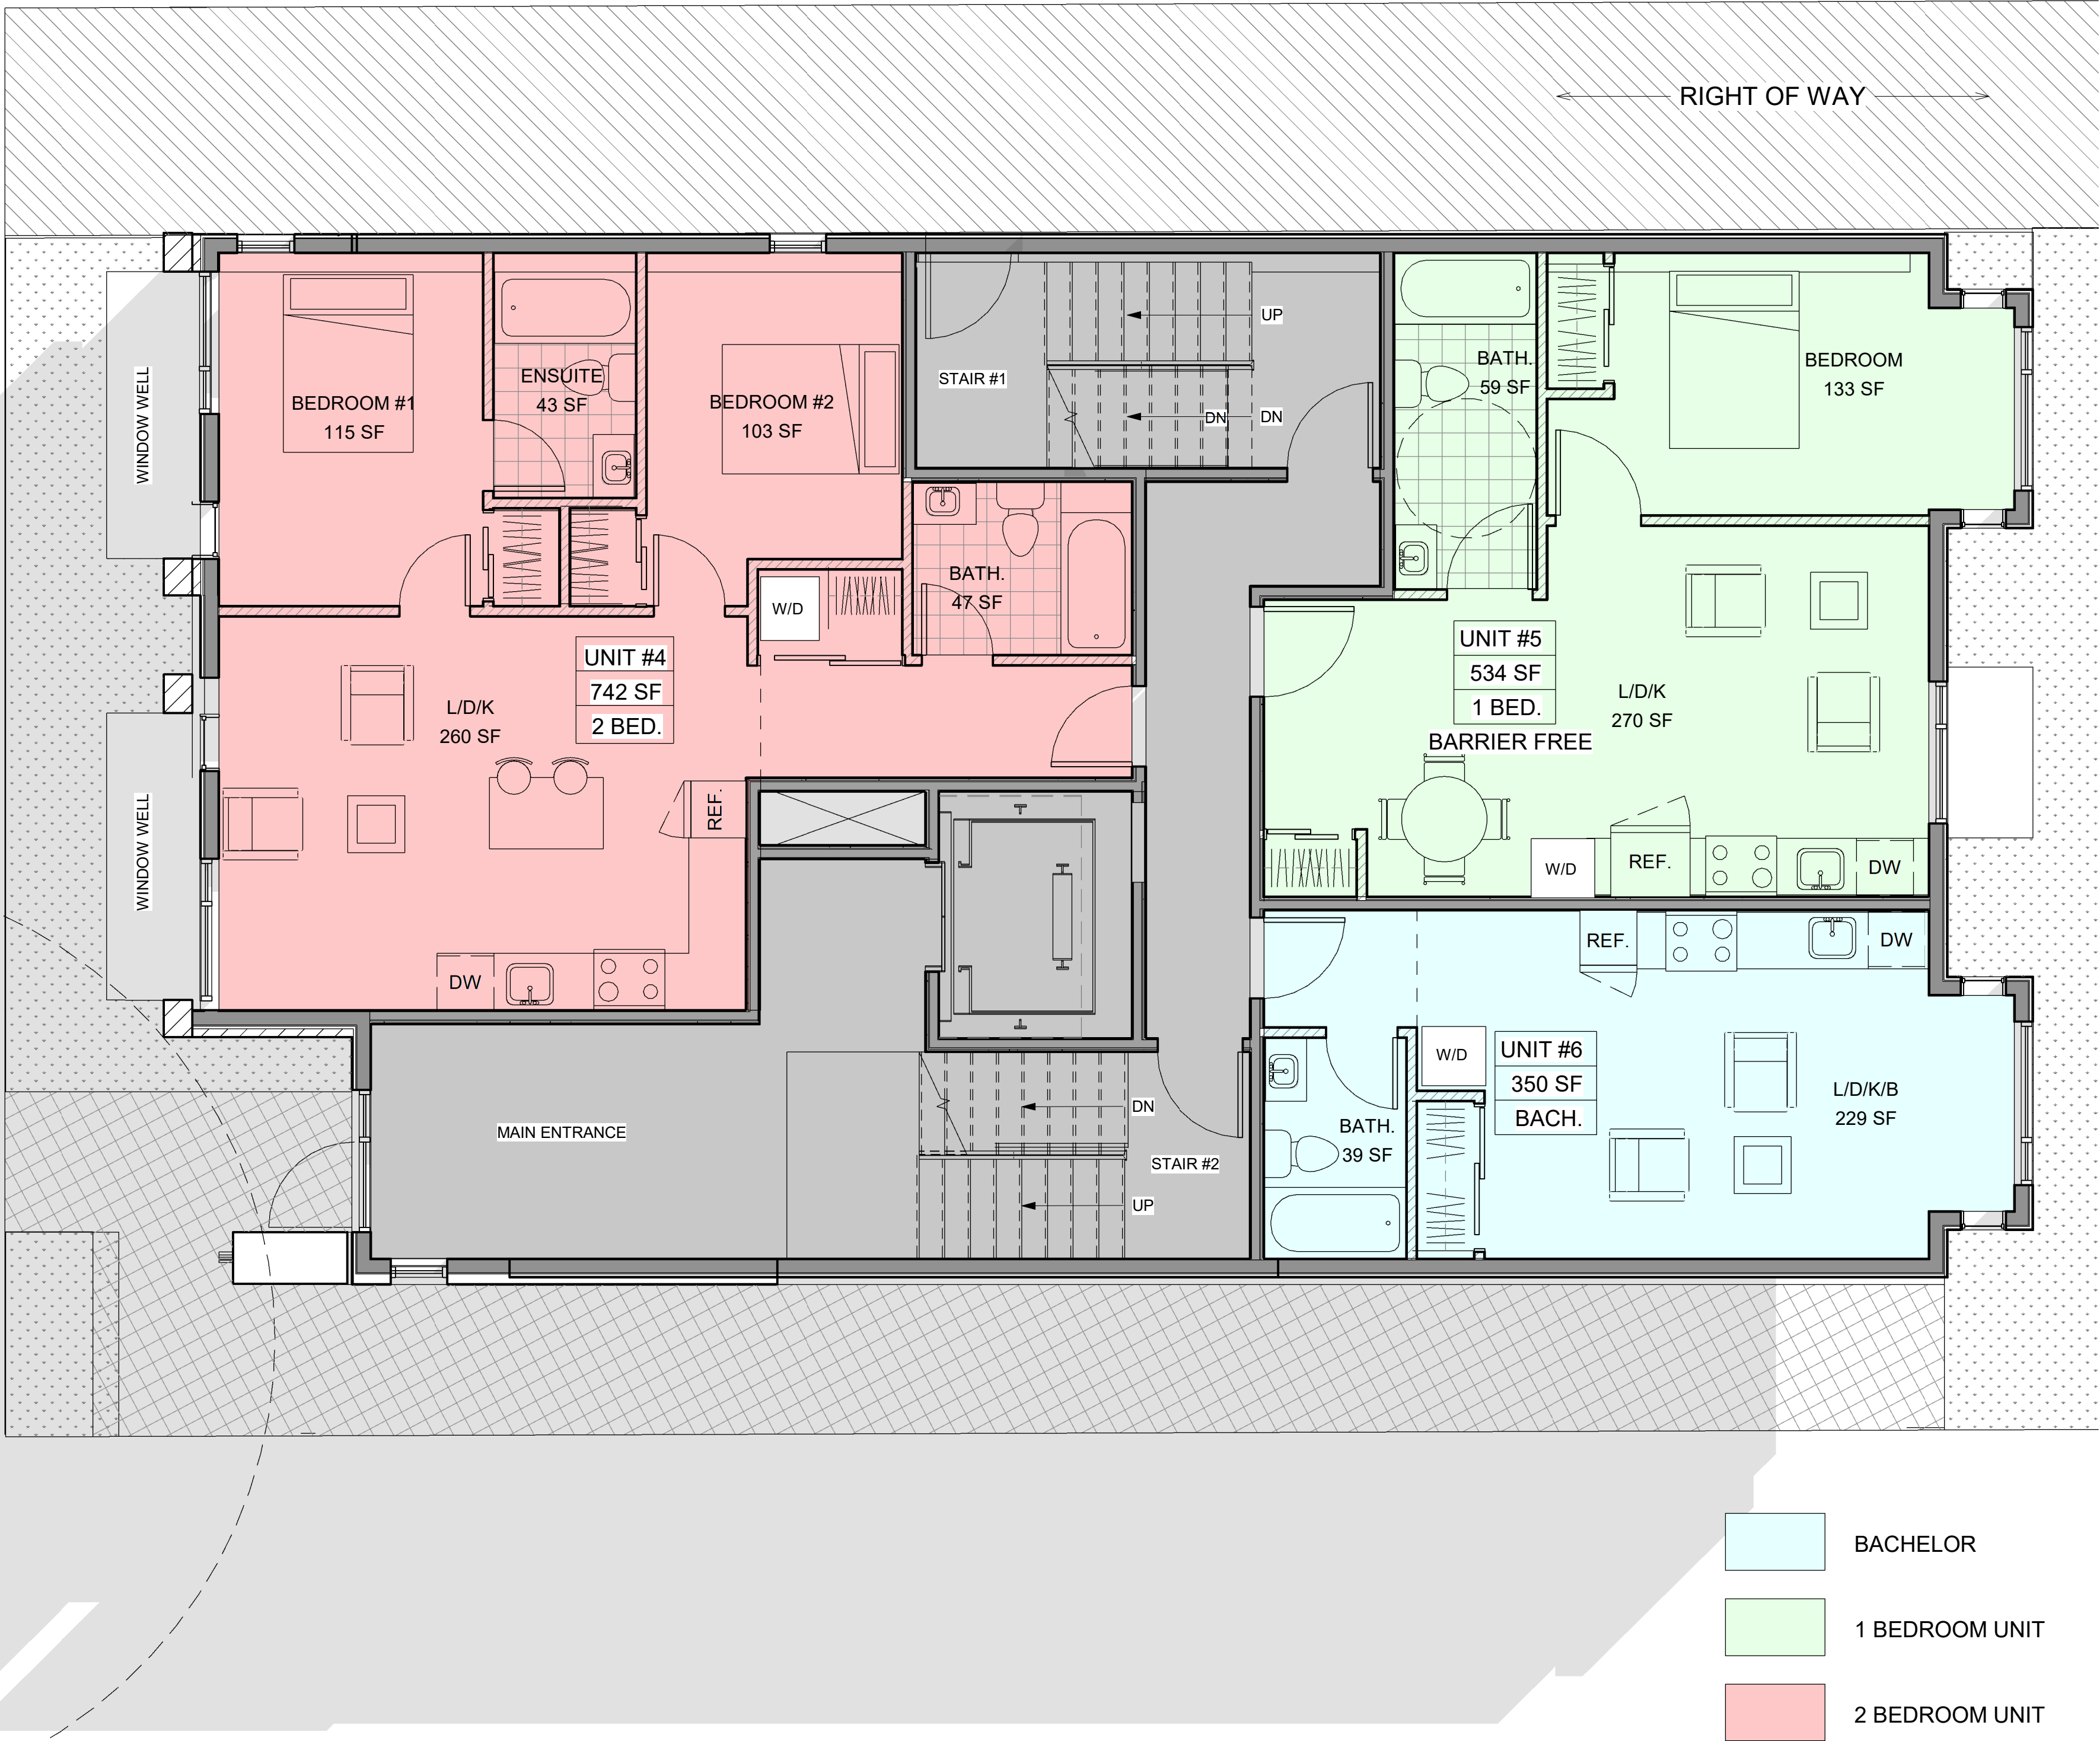 RIGHT OF WAY
WINDOW WELL
BEDROOM #1
115 SF
ENSUITE
43 SF
BEDROOM #2
103 SF
STAIR #1
UP
DN
DN
BATH.
59 SF
BEDROOM
133 SF
W/D
BATH.
47 SF
UNIT #4
742 SF
2 BED.
L/D/K
260 SF
REF.
WINDOW WELL
DW
UNIT #5
534 SF
1 BED.
BARRIER FREE
L/D/K
270 SF
W/D
REF.
DW
REF.
DW
W/D
UNIT #6
350 SF
BACH.
L/D/K/B
229 SF
BATH.
39 SF
MAIN ENTRANCE
DN
STAIR #2
UP
BACHELOR
1 BEDROOM UNIT
2 BEDROOM UNIT